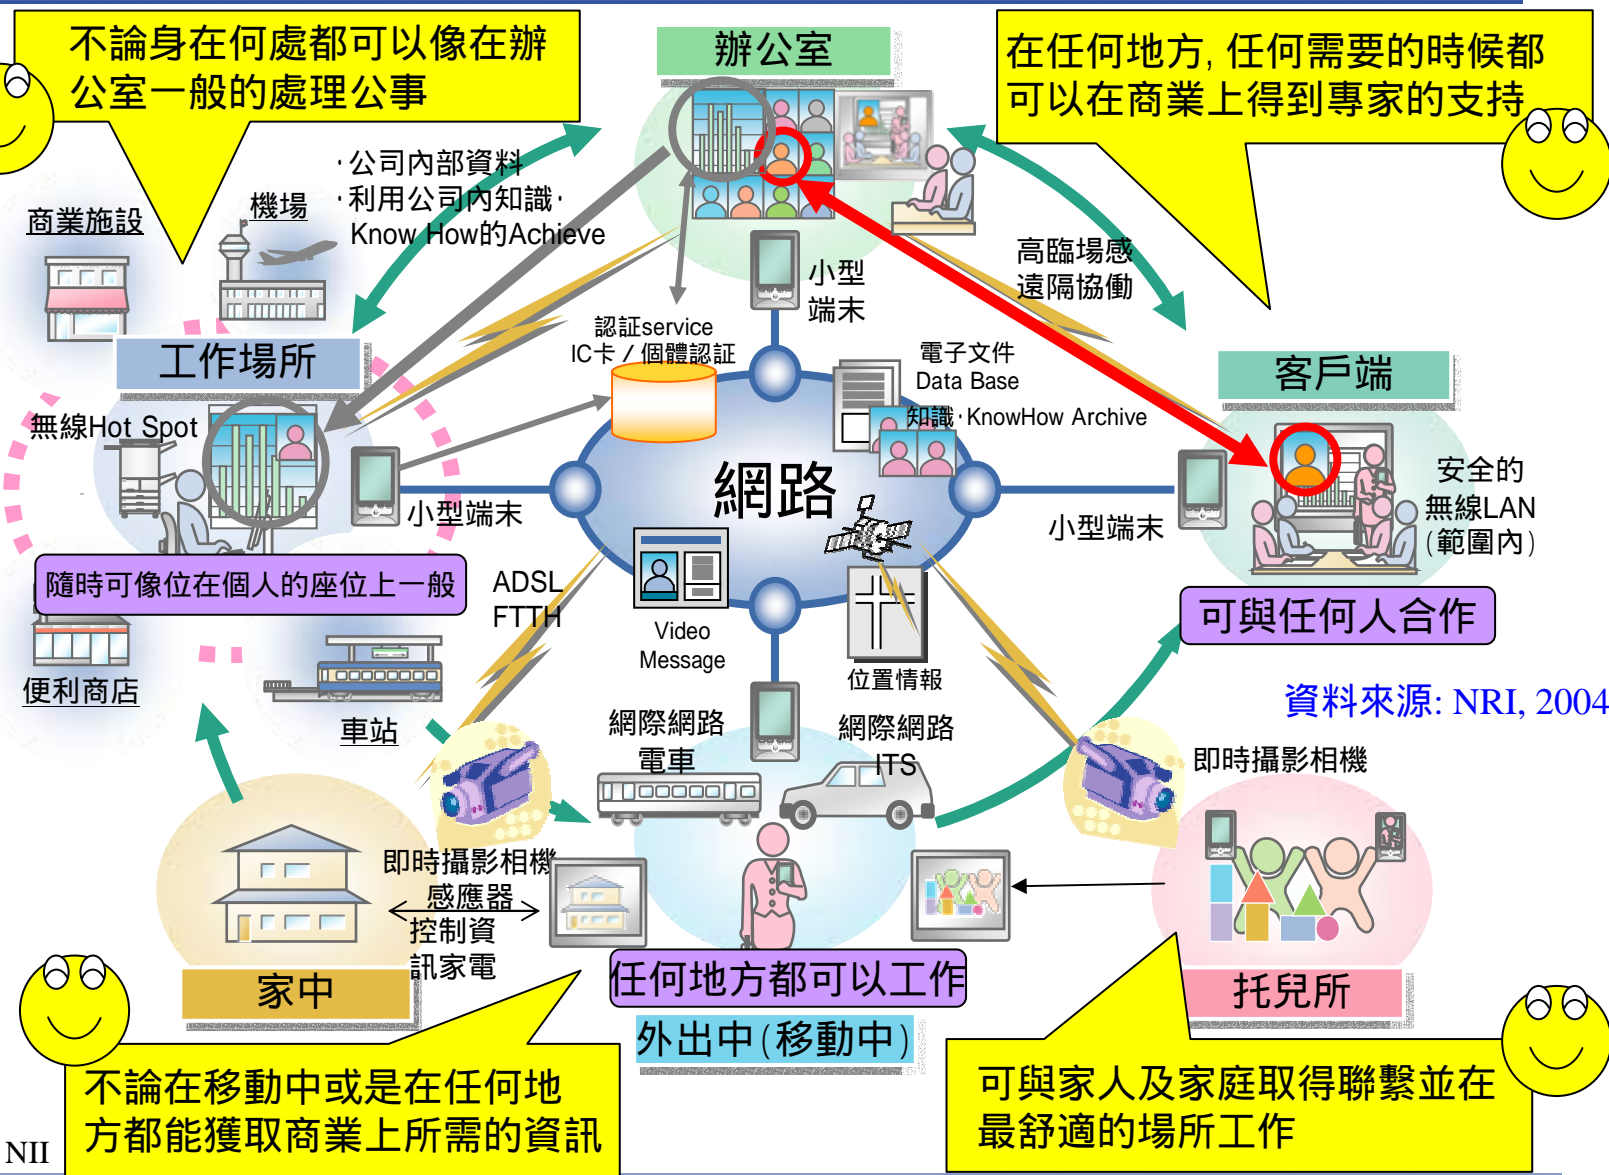 不論身在何處都可以像在辦
公室一般的處理公事
辦公室
在任何地方, 任何需要的時候都
可以在商業上得到專家的支持
·公司內部資料
·利用公司內知識·
Know How的Achieve
商業施設
機場
高臨場感
遠隔協働
小型
端末
認証service
IC卡／個體認証
電子文件
Data Base
知識·KnowHow Archive
工作場所
客戶端
無線Hot Spot
網路
安全的
無線LAN
(範圍內)
小型端末
小型端末
隨時可像位在個人的座位上一般
ADSL
FTTH
可與任何人合作
Video
Message
位置情報
便利商店
車站
資料來源: NRI, 2004
網際網路
電車
網際網路
ITS
即時攝影相機
即時攝影相機
感應器
控制資
訊家電
家中
任何地方都可以工作
托兒所
外出中(移動中)
不論在移動中或是在任何地
方都能獲取商業上所需的資訊
可與家人及家庭取得聯繫並在
最舒適的場所工作
NII